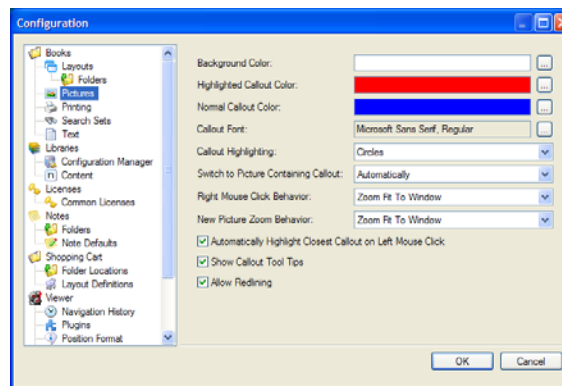 Configuration
Books
Layouts
Folders
Pictures
Printing
Search Sets
Text
Libraries
Configuration Manager
Content
Licenses
Common Licenses
Notes
Folders
Note Defaults
Shopping Cart
Folder Locations
Layout Definitions
Viewer
Navigation History
Plugins
Position Format
Background Color:
...
Highlighted Callout Color:
...
Normal Callout Color:
...
Callout Font: Microsoft Sans Serif, Regular
...
Callout Highlighting: Circles
Switch to Picture Containing Callout: Automatically
Right Mouse Click Behavior: Zoom Fit To Window
New Picture Zoom Behavior: Zoom Fit To Window
Automatically Highlight Closest Callout on Left Mouse Click
Show Callout Tool Tips
Allow Redlining
OK Cancel